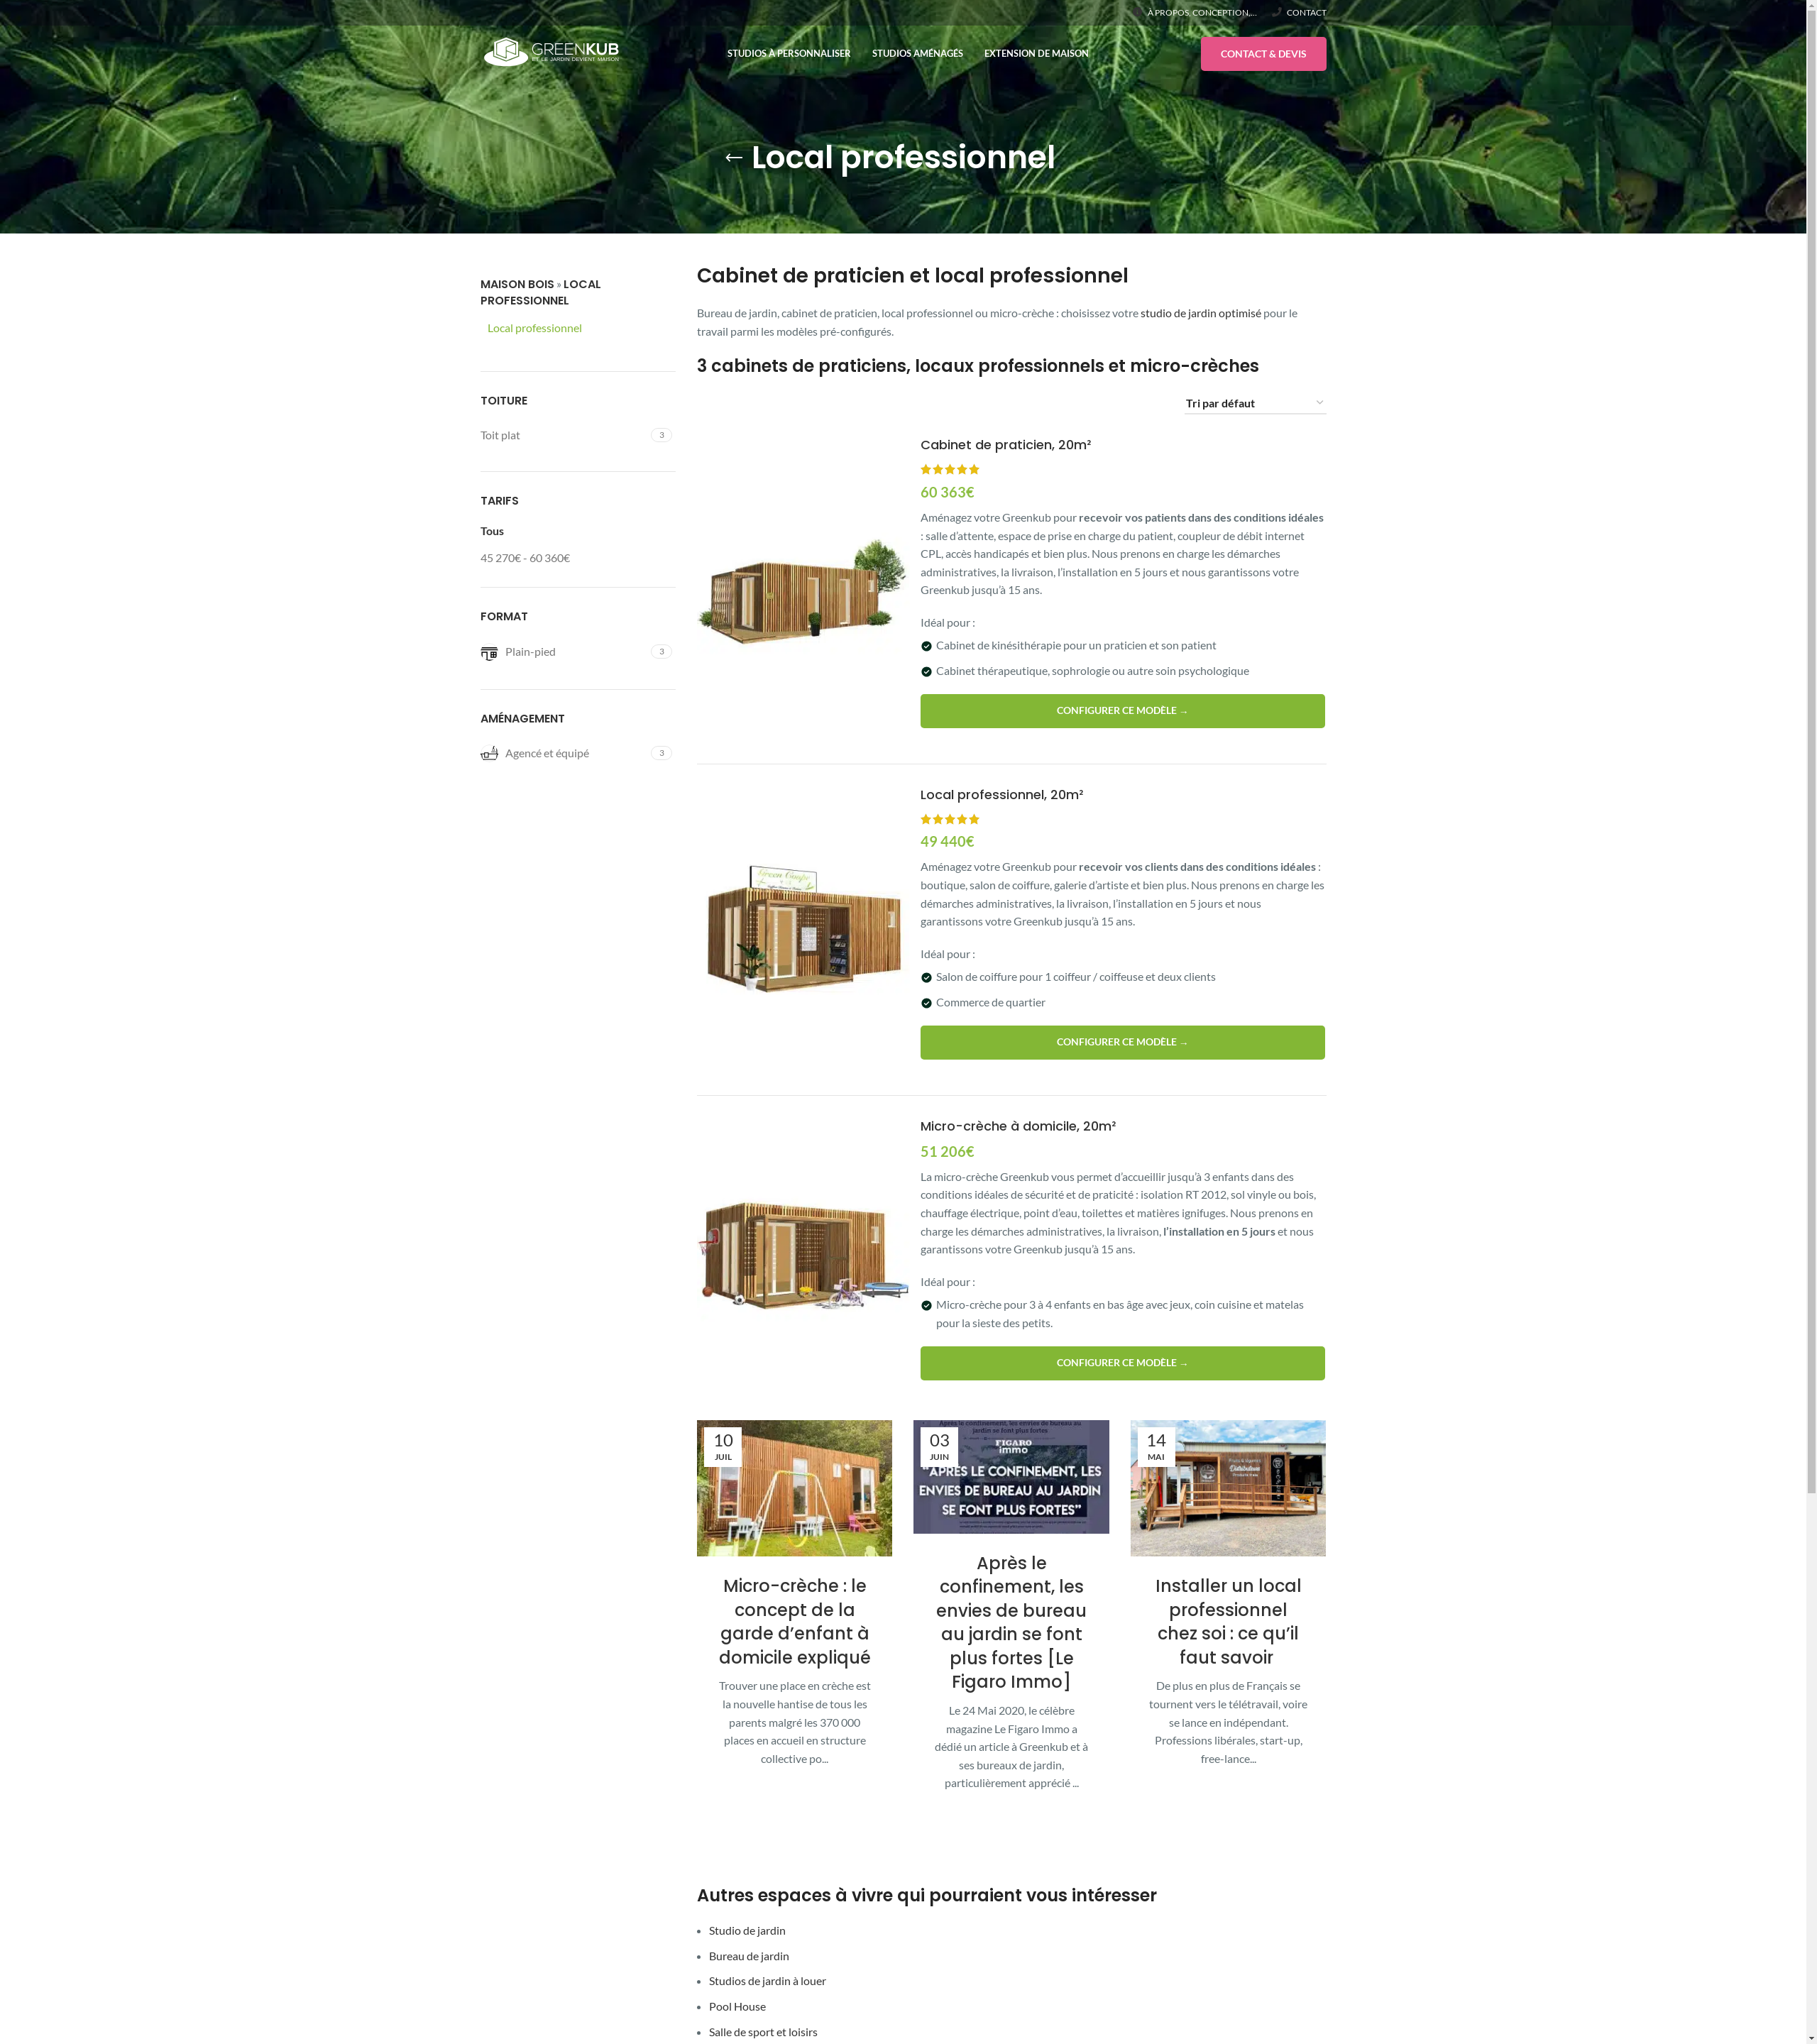 À PROPOS, CONCEPTION,…
CONTACT
GREENKUB
ET LE JARDIN DEVIENT MAISON
STUDIOS À PERSONNALISER
STUDIOS AMÉNAGÉS
EXTENSION DE MAISON
CONTACT & DEVIS
← Local professionnel
MAISON BOIS » LOCAL
PROFESSIONNEL
Local professionnel
TOITURE
Toit plat 3
TARIFS
Tous
45 270€ - 60 360€
FORMAT
Plain-pied 3
AMÉNAGEMENT
Agencé et équipé 3
Cabinet de praticien et local professionnel
Bureau de jardin, cabinet de praticien, local professionnel ou micro-crèche : choisissez votre studio de jardin optimisé pour le
travail parmi les modèles pré-configurés.
3 cabinets de praticiens, locaux professionnels et micro-crèches
Tri par défaut
Cabinet de praticien, 20m²
60 363€
Aménagez votre Greenkub pour recevoir vos patients dans des conditions idéales
: salle d’attente, espace de prise en charge du patient, coupleur de débit internet
CPL, accès handicapés et bien plus. Nous prenons en charge les démarches
administratives, la livraison, l’installation en 5 jours et nous garantissons votre
Greenkub jusqu’à 15 ans.
Idéal pour :
Cabinet de kinésithérapie pour un praticien et son patient
Cabinet thérapeutique, sophrologie ou autre soin psychologique
CONFIGURER CE MODÈLE →
Local professionnel, 20m²
49 440€
Aménagez votre Greenkub pour recevoir vos clients dans des conditions idéales :
boutique, salon de coiffure, galerie d’artiste et bien plus. Nous prenons en charge les
démarches administratives, la livraison, l’installation en 5 jours et nous
garantissons votre Greenkub jusqu’à 15 ans.
Idéal pour :
Salon de coiffure pour 1 coiffeur / coiffeuse et deux clients
Commerce de quartier
CONFIGURER CE MODÈLE →
Micro-crèche à domicile, 20m²
51 206€
La micro-crèche Greenkub vous permet d’accueillir jusqu’à 3 enfants dans des
conditions idéales de sécurité et de praticité : isolation RT 2012, sol vinyle ou bois,
chauffage électrique, point d’eau, toilettes et matières ignifuges. Nous prenons en
charge les démarches administratives, la livraison, l’installation en 5 jours et nous
garantissons votre Greenkub jusqu’à 15 ans.
Idéal pour :
Micro-crèche pour 3 à 4 enfants en bas âge avec jeux, coin cuisine et matelas
pour la sieste des petits.
CONFIGURER CE MODÈLE →
10
JUIL
Micro-crèche : le
concept de la
garde d’enfant à
domicile expliqué
Trouver une place en crèche est
la nouvelle hantise de tous les
parents malgré les 370 000
places en accueil en structure
collective po...
03
JUIN
Après le confinement, les envies de bureau au
jardin se font plus fortes
FIGARO
immo
“APRÈS LE CONFINEMENT, LES
ENVIES DE BUREAU AU JARDIN
SE FONT PLUS FORTES”
Après le
confinement, les
envies de bureau
au jardin se font
plus fortes [Le
Figaro Immo]
Le 24 Mai 2020, le célèbre
magazine Le Figaro Immo a
dédié un article à Greenkub et à
ses bureaux de jardin,
particulièrement apprécié ...
14
MAI
Installer un local
professionnel
chez soi : ce qu’il
faut savoir
De plus en plus de Français se
tournent vers le télétravail, voire
se lance en indépendant.
Professions libérales, start-up,
free-lance...
Autres espaces à vivre qui pourraient vous intéresser
Studio de jardin
Bureau de jardin
Studios de jardin à louer
Pool House
Salle de sport et loisirs